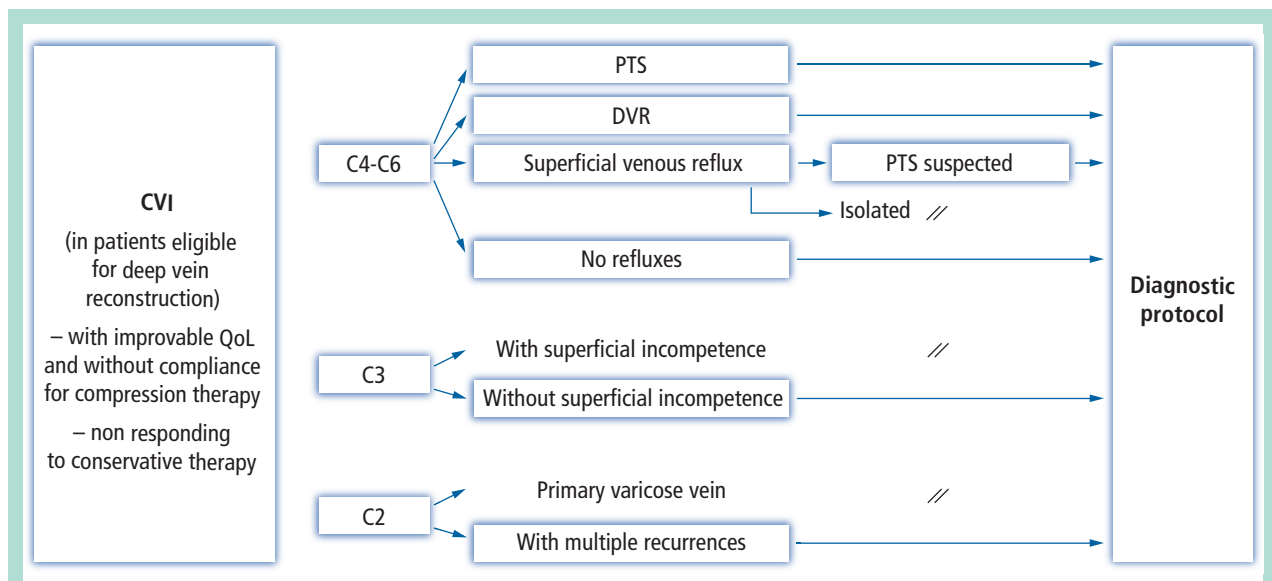 CVI
(in patients eligible
for deep vein
reconstruction)
– with improvable QoL
and without compliance
for compression therapy
– non responding
to conservative therapy
C4-C6
PTS
DVR
Superficial venous reflux
PTS suspected
Isolated //
No refluxes
C3
With superficial incompetence //
Without superficial incompetence
C2
Primary varicose vein //
With multiple recurrences
Diagnostic
protocol